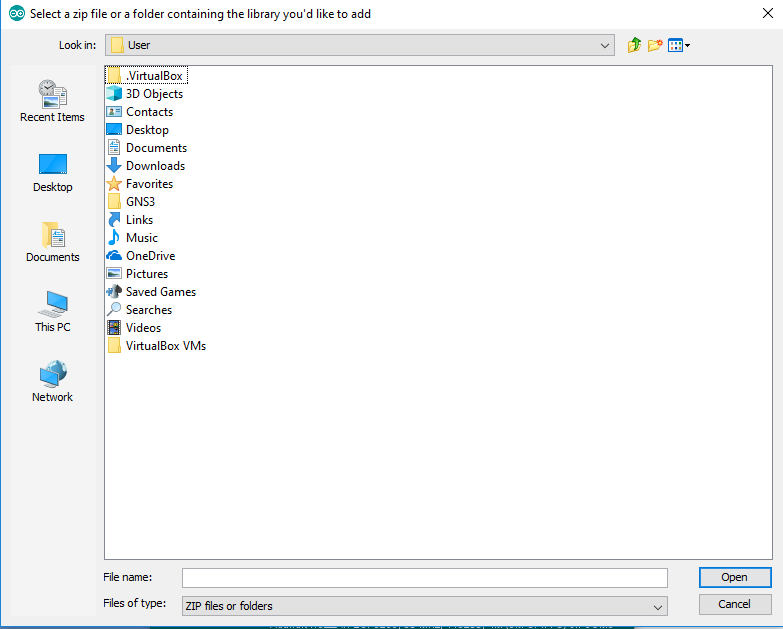 Select a zip file or a folder containing the library you'd like to add
Look in: User
.VirtualBox
3D Objects
Contacts
Desktop
Documents
Downloads
Favorites
GNS3
Links
Music
OneDrive
Pictures
Saved Games
Searches
Videos
VirtualBox VMs
Recent Items
Desktop
Documents
This PC
Network
File name:
Open
Files of type: ZIP files or folders
Cancel